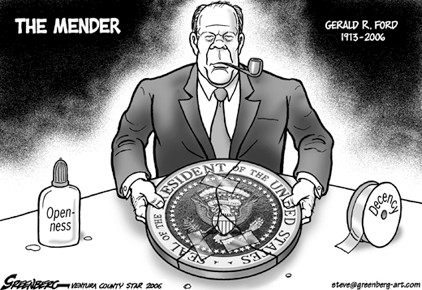 THE MENDER
GERALD R. FORD
1913-2006
Open-
ness
SEAL OF THE PRESIDENT OF THE UNITED STATES
Decency
GREENBERG— VENTURA COUNTY STAR 2006
steve@greenberg-art.com